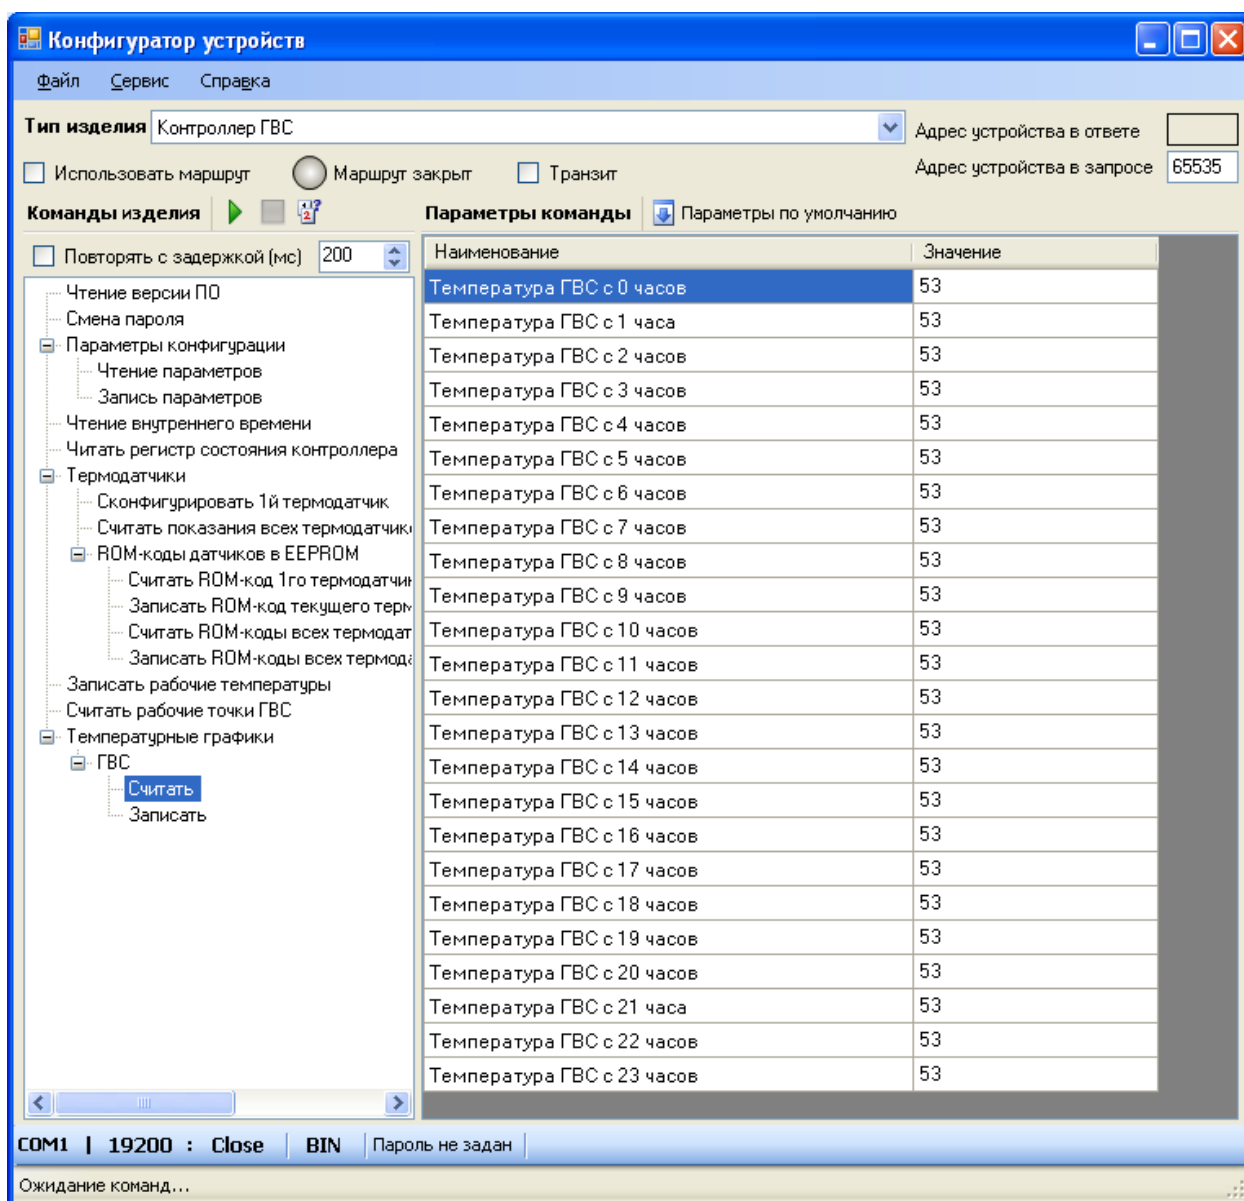 Конфигуратор устройств
Файл Сервис Справка
Тип изделия Контроллер ГВС Адрес устройства в ответе
Использовать маршрут Маршрут закрыт Транзит Адрес устройства в запросе 65535
Команды изделия Параметры команды Параметры по умолчанию
Повторять с задержкой (мс) 200
Чтение версии ПО
Смена пароля
Параметры конфигурации
Чтение параметров
Запись параметров
Чтение внутреннего времени
Читать регистр состояния контроллера
Термодатчики
Сконфигурировать 1й термодатчик
Считать показания всех термодатчик
ROM-коды датчиков в EEPROM
Считать ROM-код 1го термодатчи
Записать ROM-код текущего терм
Считать ROM-коды всех термодат
Записать ROM-коды всех термод
Записать рабочие температуры
Считать рабочие точки ГВС
Температурные графики
ГВС
Считать
Записать
Наименование Значение
Температура ГВС с 0 часов 53
Температура ГВС с 1 часа 53
Температура ГВС с 2 часов 53
Температура ГВС с 3 часов 53
Температура ГВС с 4 часов 53
Температура ГВС с 5 часов 53
Температура ГВС с 6 часов 53
Температура ГВС с 7 часов 53
Температура ГВС с 8 часов 53
Температура ГВС с 9 часов 53
Температура ГВС с 10 часов 53
Температура ГВС с 11 часов 53
Температура ГВС с 12 часов 53
Температура ГВС с 13 часов 53
Температура ГВС с 14 часов 53
Температура ГВС с 15 часов 53
Температура ГВС с 16 часов 53
Температура ГВС с 17 часов 53
Температура ГВС с 18 часов 53
Температура ГВС с 19 часов 53
Температура ГВС с 20 часов 53
Температура ГВС с 21 часа 53
Температура ГВС с 22 часов 53
Температура ГВС с 23 часов 53
COM1 | 19200 : Close BIN Пароль не задан
Ожидание команд...